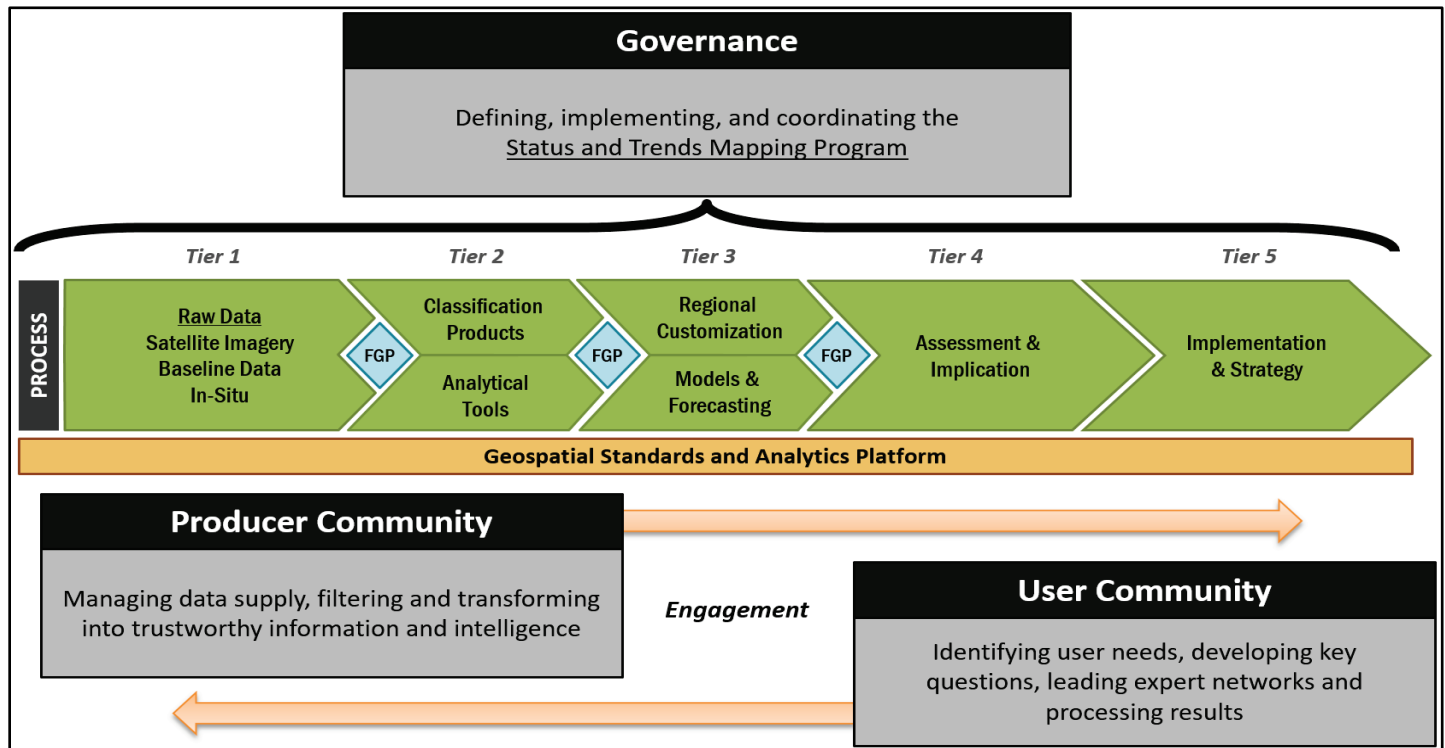 Governance
Defining, implementing, and coordinating the
Status and Trends Mapping Program
Tier 1
Tier 2
Tier 3
Tier 4
Tier 5
PROCESS
Raw Data
Satellite Imagery
Baseline Data
In-Situ
FGP
Classification
Products
Analytical
Tools
FGP
Regional
Customization
Models &
Forecasting
FGP
Assessment &
Implication
Implementation
& Strategy
Geospatial Standards and Analytics Platform
Producer Community
Managing data supply, filtering and transforming
into trustworthy information and intelligence
Engagement
User Community
Identifying user needs, developing key
questions, leading expert networks and
processing results